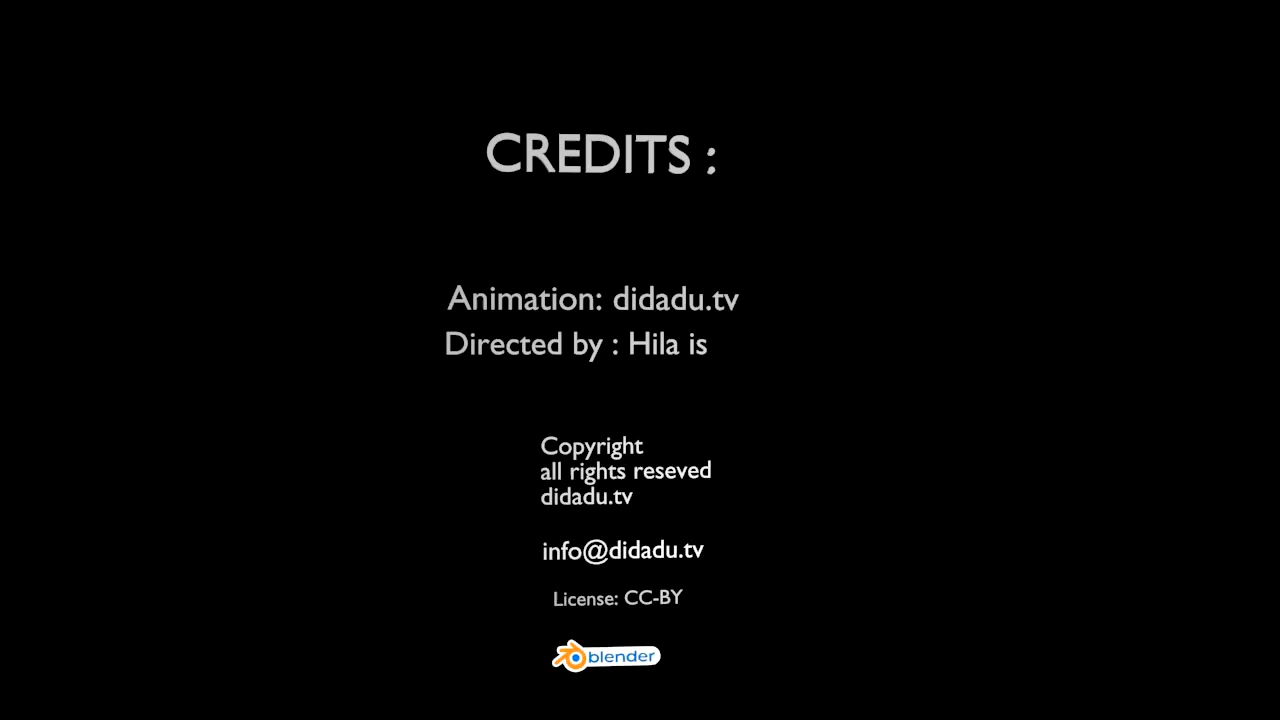 CREDITS :
Animation: didadu.tv
Directed by : Hila is
Copyright
all rights reseved
didadu.tv
info@didadu.tv
License: CC-BY
blender